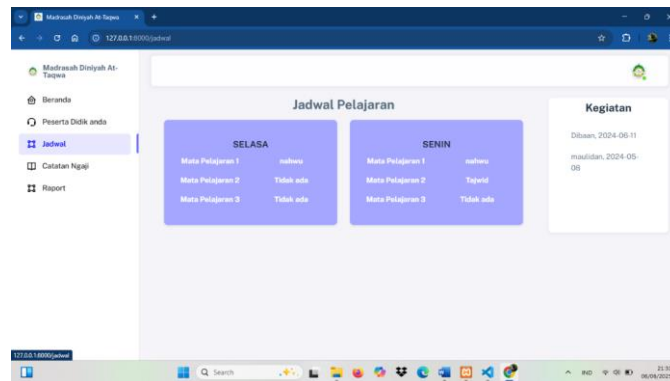 Madrasah Diniyah At-Taqwa
127.0.0.1:8000/jadwal
Madrasah Diniyah At-
Taqwa
Beranda
Peserta Didik anda
Jadwal
Catatan Ngaji
Raport
Jadwal Pelajaran
SELASA
Mata Pelajaran 1 nahwu
Mata Pelajaran 2 Tidak ada
Mata Pelajaran 3 Tidak ada
SENIN
Mata Pelajaran 1 nahwu
Mata Pelajaran 2 Tajwid
Mata Pelajaran 3 Tidak ada
Kegiatan
Dibaan, 2024-06-11
maulidan, 2024-05-
06
127.0.0.1:8000/jadwal
Search
IND